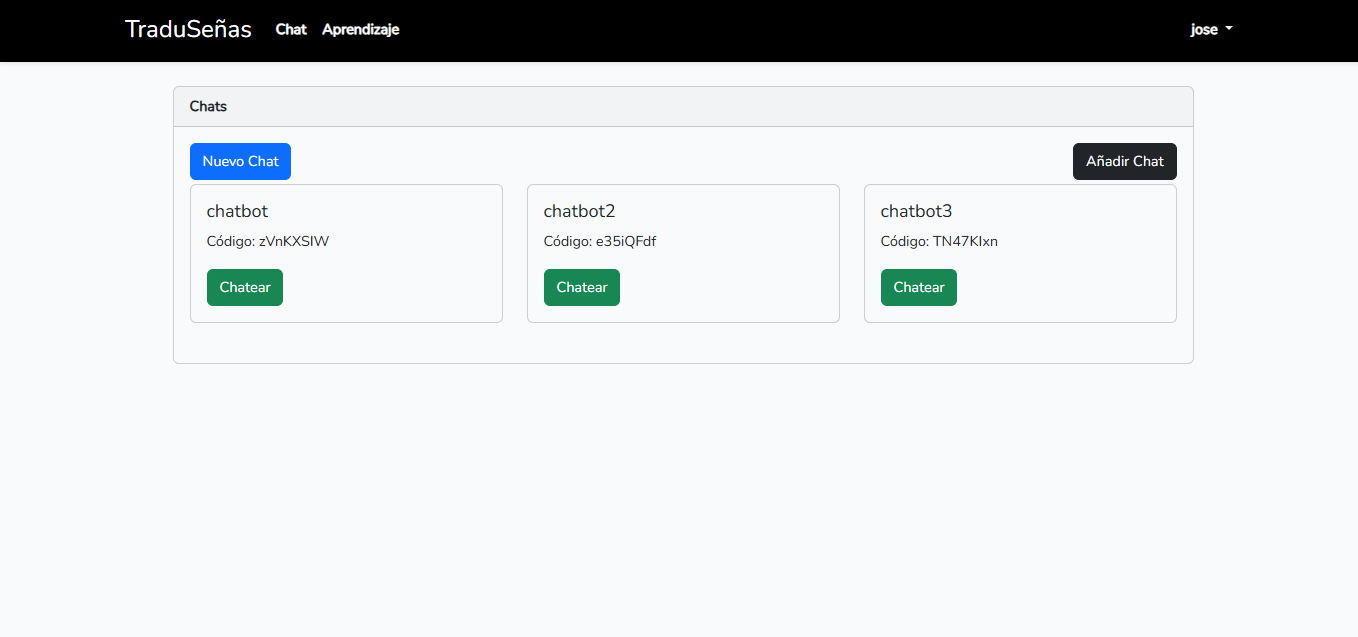 TraduSeñas Chat Aprendizaje jose
Chats
Nuevo Chat Añadir Chat
chatbot chatbot2 chatbot3
Código: zVnKXSIW Código: e35iQFdf Código: TN47KIxn
Chatear Chatear Chatear